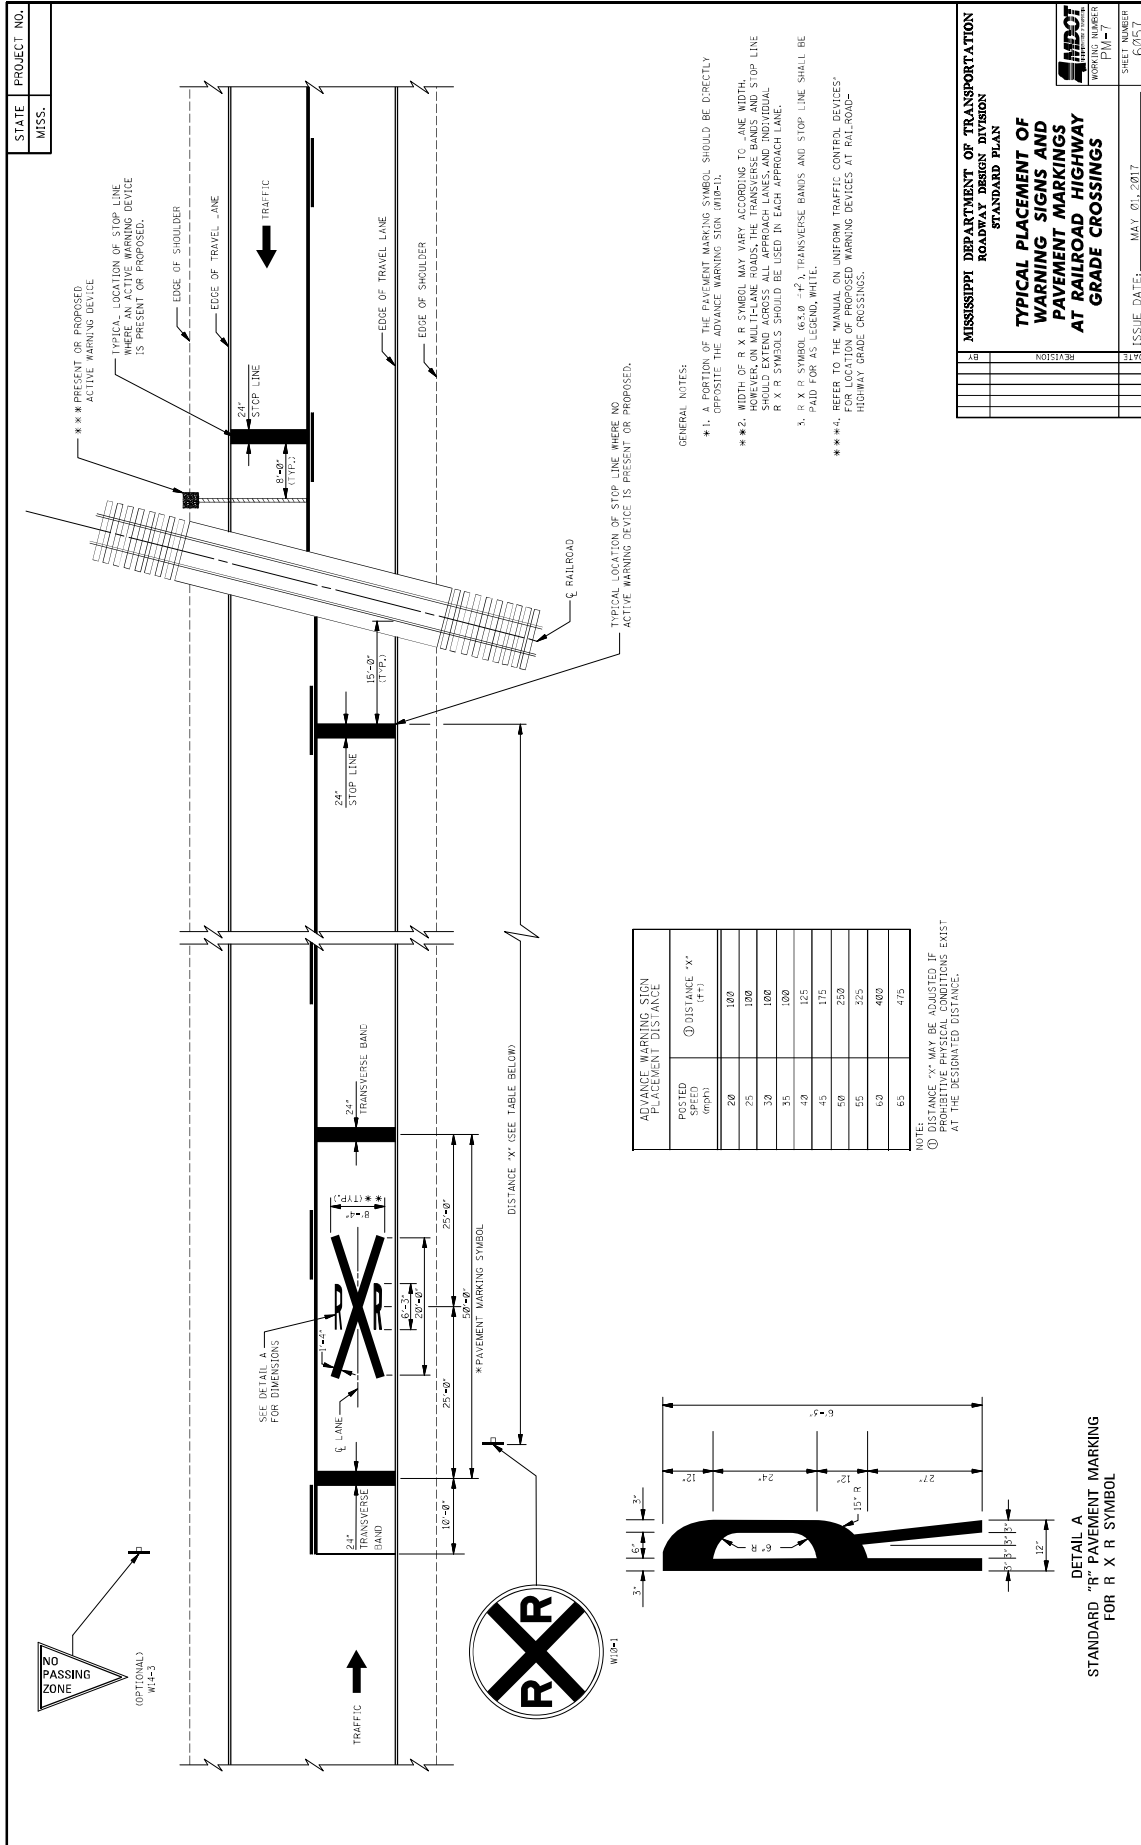 STATE PROJECT NO.
MISS.
* * * PRESENT OR PROPOSED
ACTIVE WARNING DEVICE
TYPICAL LOCATION OF STOP LINE
WHERE AN ACTIVE WARNING DEVICE
IS PRESENT OR PROPOSED.
EDGE OF SHOULDER
EDGE OF TRAVEL LANE
TRAFFIC
24"
STOP LINE
8'-0"
(TYP.)
EDGE OF TRAVEL LANE
EDGE OF SHOULDER
RAILROAD
15'-0"
(TYP.)
TYPICAL LOCATION OF STOP LINE WHERE NO
ACTIVE WARNING DEVICE IS PRESENT OR PROPOSED.
24"
STOP LINE
NO
PASSING
ZONE
(OPTIONAL)
W14-3
SEE DETAIL A
FOR DIMENSIONS
24"
TRANSVERSE BAND
1'-4"
R
R
8'-4"
* * (TYP.)
LANE
24"
TRANSVERSE
BAND
TRAFFIC
6'-3"
20'-0"
10'-0"
25'-0"
25'-0"
50'-0"
*PAVEMENT MARKING SYMBOL
DISTANCE "X" (SEE TABLE BELOW)
R R
W10-1
GENERAL NOTES:
* 1. A PORTION OF THE PAVEMENT MARKING SYMBOL SHOULD BE DIRECTLY
OPPOSITE THE ADVANCE WARNING SIGN (W10-1).
* * 2. WIDTH OF R X R SYMBOL MAY VARY ACCORDING TO LANE WIDTH.
HOWEVER, ON MULTI-LANE ROADS, THE TRANSVERSE BANDS AND STOP LINE
SHOULD EXTEND ACROSS ALL APPROACH LANES, AND INDIVIDUAL
R X R SYMBOLS SHOULD BE USED IN EACH APPROACH LANE.
3. R X R SYMBOL (63.0 ft²), TRANSVERSE BANDS AND STOP LINE SHALL BE
PAID FOR AS LEGEND, WHITE.
* * * 4. REFER TO THE "MANUAL ON UNIFORM TRAFFIC CONTROL DEVICES"
FOR LOCATION OF PROPOSED WARNING DEVICES AT RAILROAD-
HIGHWAY GRADE CROSSINGS.
ADVANCE WARNING SIGN
PLACEMENT DISTANCE
POSTED
SPEED
(mph)
① DISTANCE "X"
(ft)
20 100
25 100
30 100
35 100
40 125
45 175
50 250
55 325
60 400
65 475
NOTE:
① DISTANCE "X" MAY BE ADJUSTED IF
PROHIBITIVE PHYSICAL CONDITIONS EXIST
AT THE DESIGNATED DISTANCE.
3" 6" 3"
6" R
15" R
12"
24"
12"
27"
6'-3"
3" 3" 3" 3"
12"
DETAIL A
STANDARD "R" PAVEMENT MARKING
FOR R X R SYMBOL
BY
REVISION
DATE
MISSISSIPPI DEPARTMENT OF TRANSPORTATION
ROADWAY DESIGN DIVISION
STANDARD PLAN
TYPICAL PLACEMENT OF
WARNING SIGNS AND
PAVEMENT MARKINGS
AT RAILROAD HIGHWAY
GRADE CROSSINGS
MDOT
WORKING NUMBER
PM-7
SHEET NUMBER
6057
ISSUE DATE: MAY 01, 2017